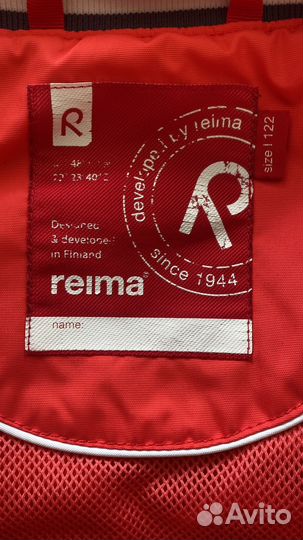 R
developed by reima
since 1944
R
size | 122
Designed
& developed
in Finland
reima®
name:
Avito